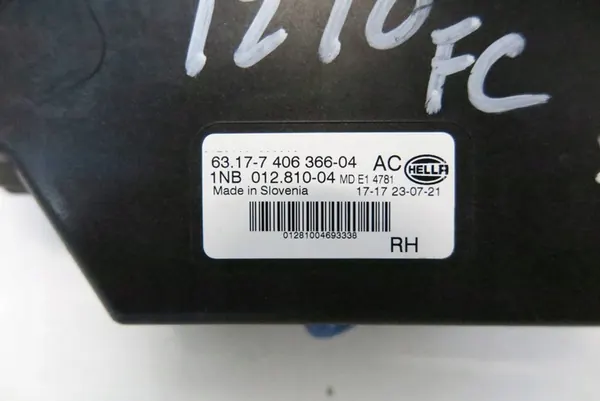 1210
FC
63.17-7 406 366-04 AC HELLA
1NB 012.810-04 MD E1 4781
Made in Slovenia 17-17 23-07-21
01281004693338
RH